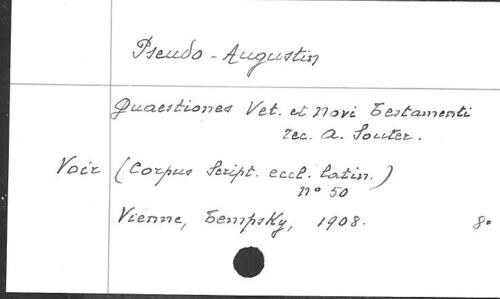 Pseudo-Augustin
Quaestiones Vet. et Novi Testamenti
rec. A. Souter.
Voir (Corpus Script. eccl. latin.)
n° 50
Vienne, Tempsky, 1908. 8°